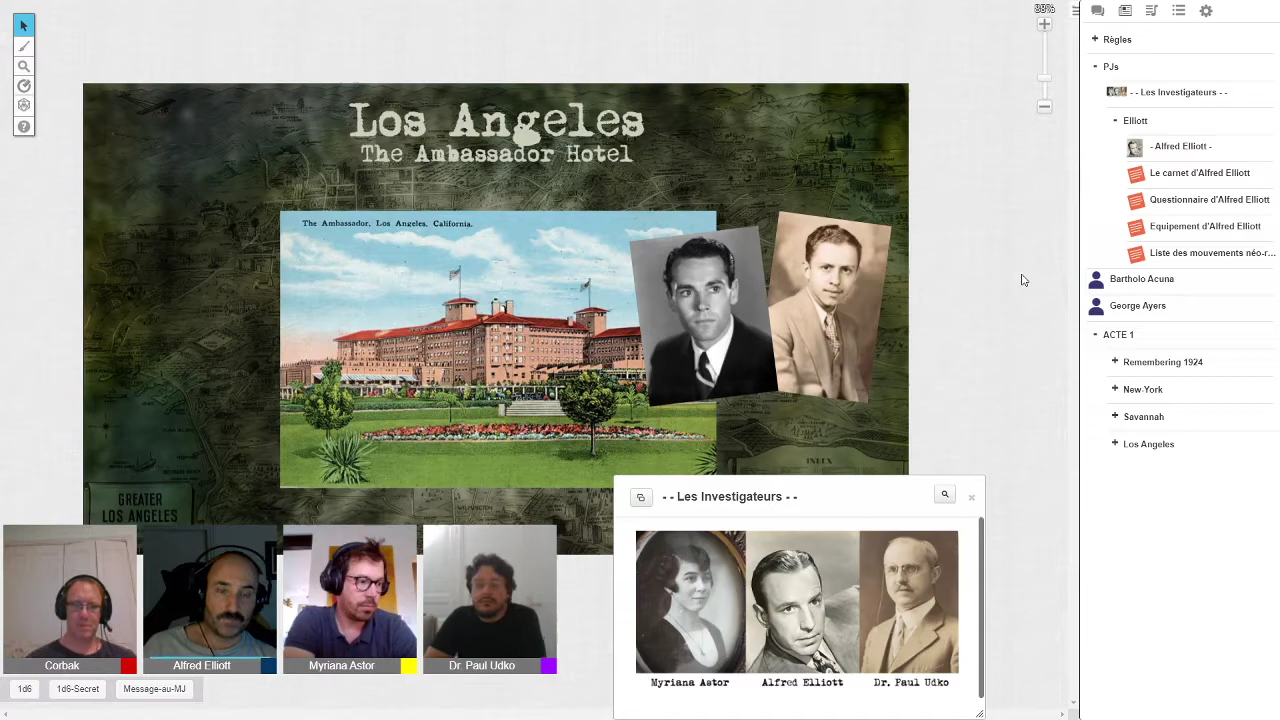 88%
Los Angeles
The Ambassador Hotel
The Ambassador, Los Angeles, California.
GREATER
LOS ANGELES
INDEX
- - Les Investigateurs - -
Myriana Astor
Alfred Elliott
Dr. Paul Udko
Corbak
Alfred Elliott
Myriana Astor
Dr. Paul Udko
1d6
1d6-Secret
Message-au-MJ
Règles
PJs
- - Les Investigateurs - -
Elliott
- Alfred Elliott -
Le carnet d'Alfred Elliott
Questionnaire d'Alfred Elliott
Equipement d'Alfred Elliott
Liste des mouvements néo-r...
Bartholo Acuna
George Ayers
ACTE 1
Remembering 1924
New-York
Savannah
Los Angeles